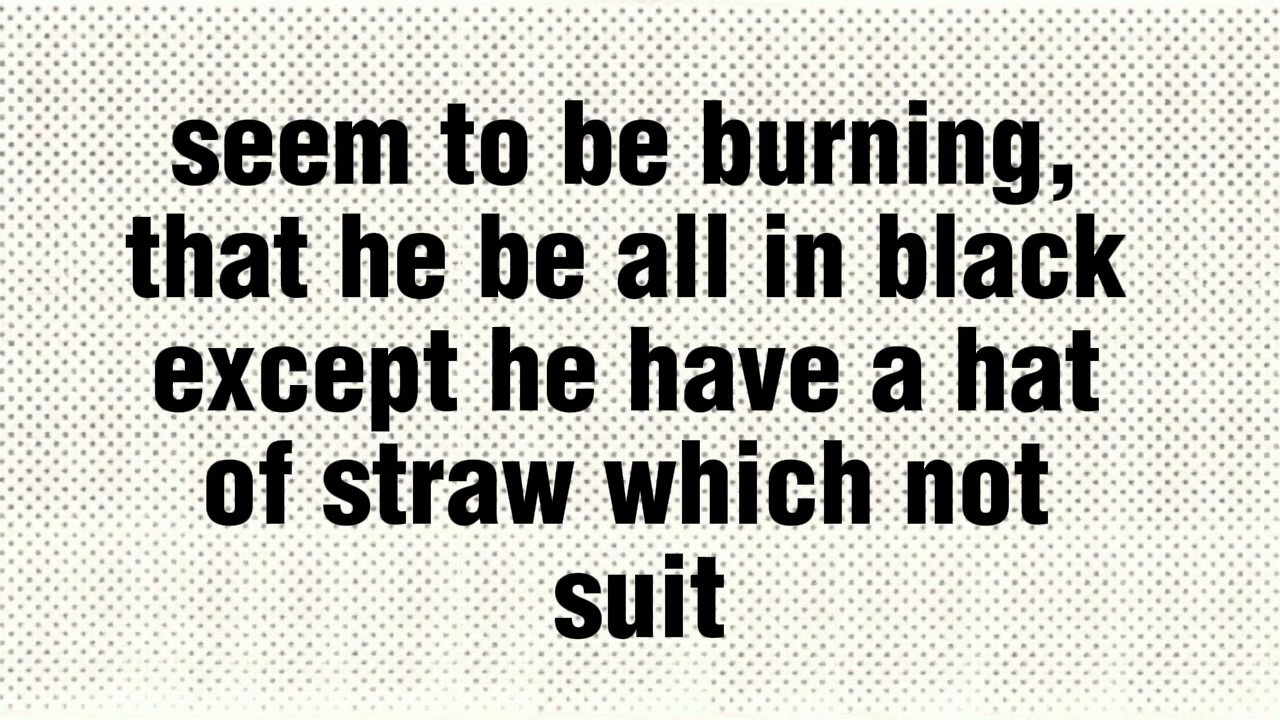 seem to be burning,
that he be all in black
except he have a hat
of straw which not
suit